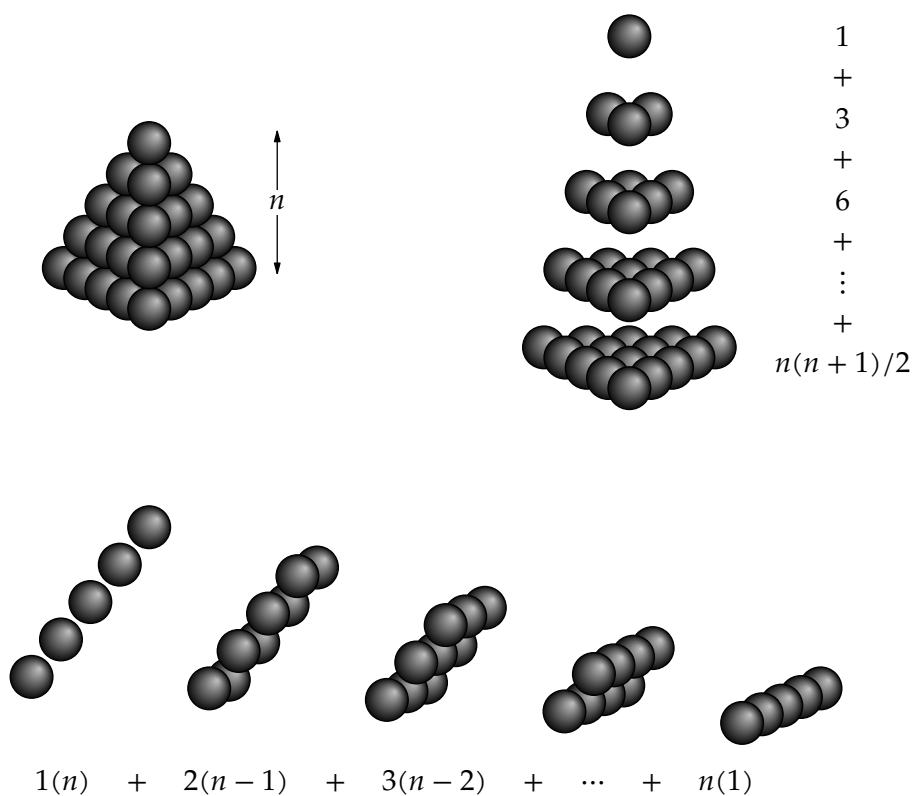 n
1
+
3
+
6
+
⋮
+
n(n + 1)/2
1(n) + 2(n − 1) + 3(n − 2) + ⋯ + n(1)